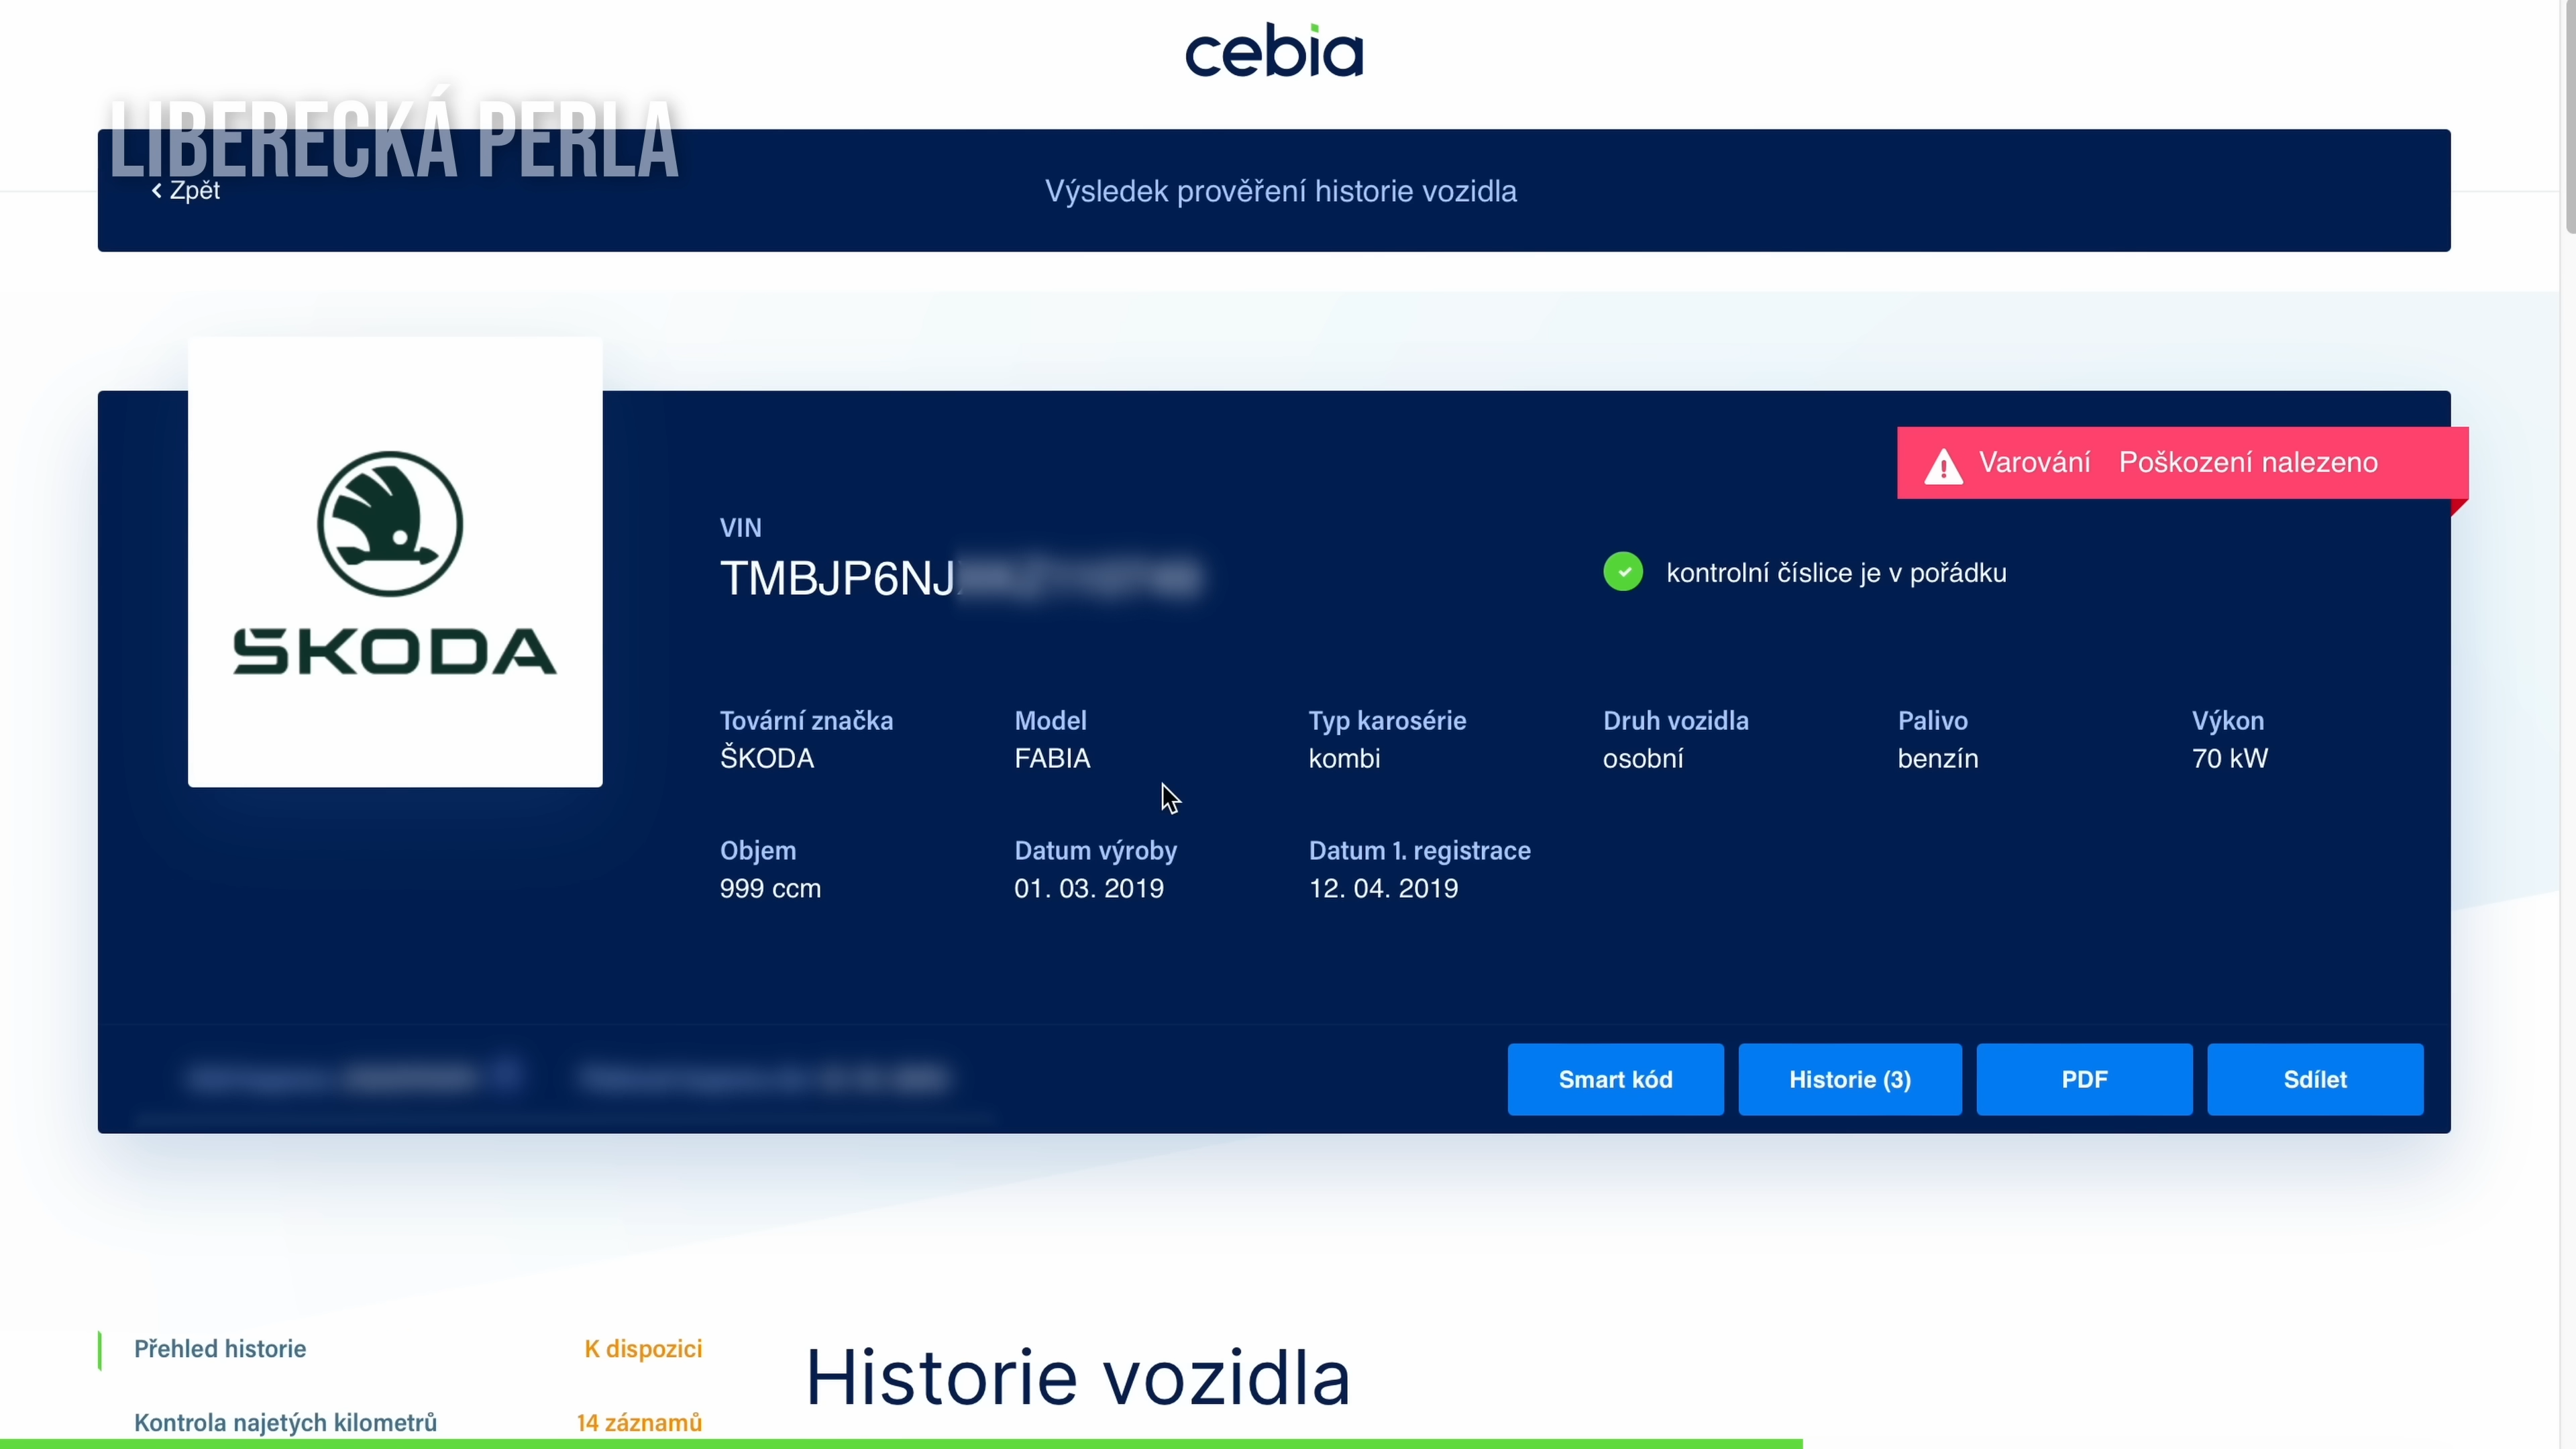 cebia
LIBERECKÁ PERLA
Zpět
Výsledek prověření historie vozidla
Varování Poškození nalezeno
VIN
TMBJP6NJ
kontrolní číslice je v pořádku
ŠKODA
Tovární značka
ŠKODA
Model
FABIA
Typ karosérie
kombi
Druh vozidla
osobní
Palivo
benzín
Výkon
70 kW
Objem
999 ccm
Datum výroby
01. 03. 2019
Datum 1. registrace
12. 04. 2019
Smart kód
Historie (3)
PDF
Sdílet
Přehled historie K dispozici
Kontrola najetých kilometrů 14 záznamů
Historie vozidla